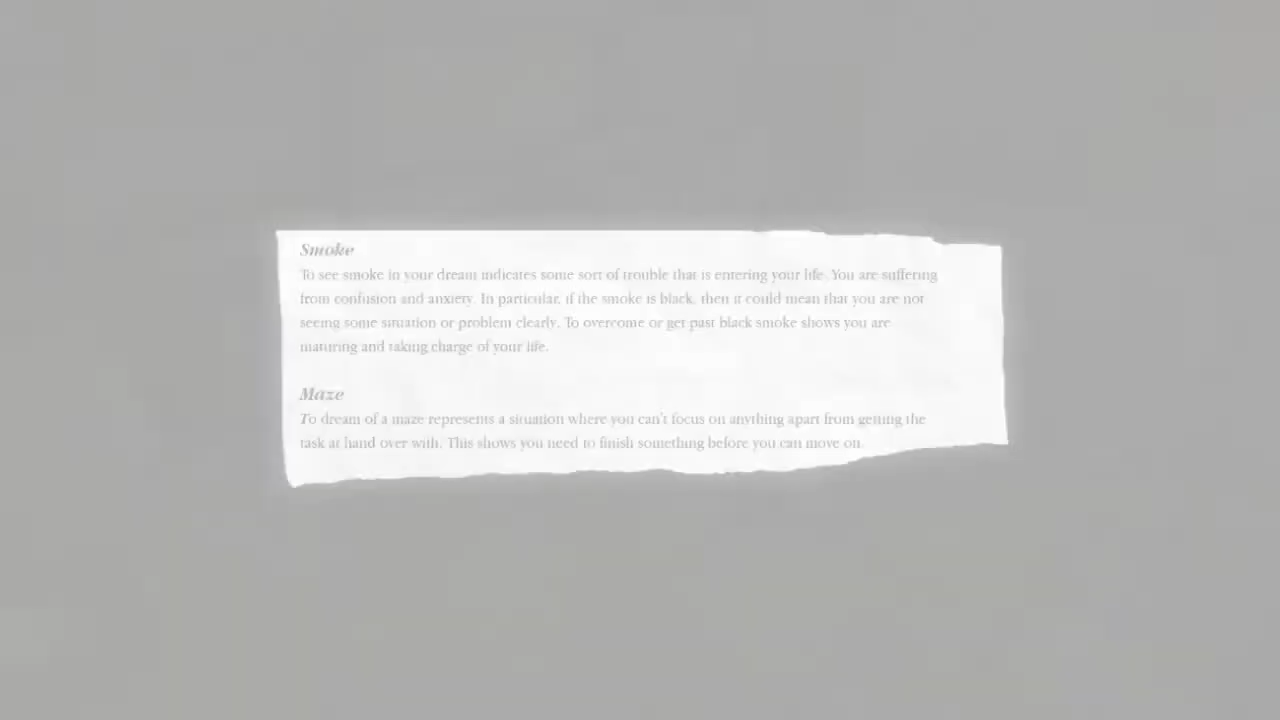 Smoke
To see smoke in your dream indicates some sort of trouble that is entering your life. You are suffering
from confusion and anxiety. In particular, if the smoke is black, then it could mean that you are not
seeing some situation or problem clearly. To overcome or get past black smoke shows you are
maturing and taking charge of your life.
Maze
To dream of a maze represents a situation where you can't focus on anything apart from getting the
task at hand over with. This shows you need to finish something before you can move on.